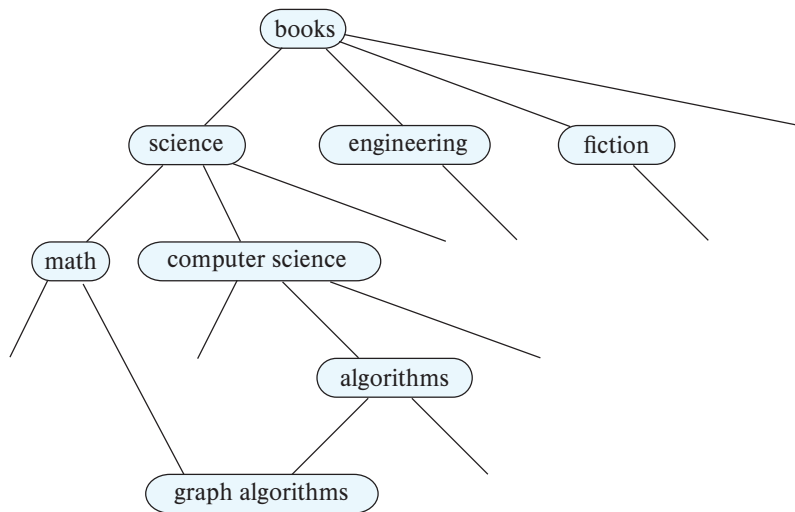 books
science
engineering
fiction
math
computer science
algorithms
graph algorithms